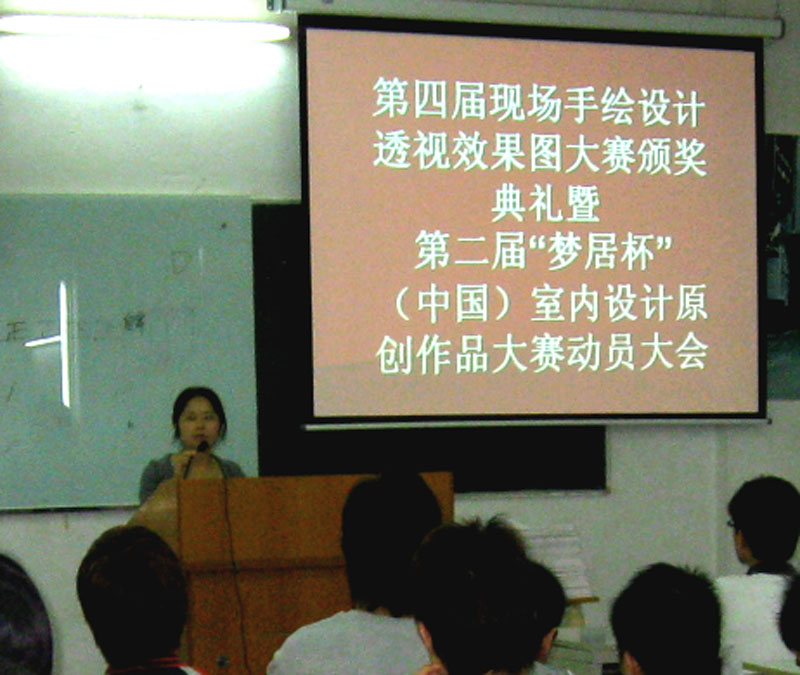 第四届现场手绘设计
透视效果图大赛颁奖
典礼暨
第二届“梦居杯”
（中国）室内设计原
创作品大赛动员大会